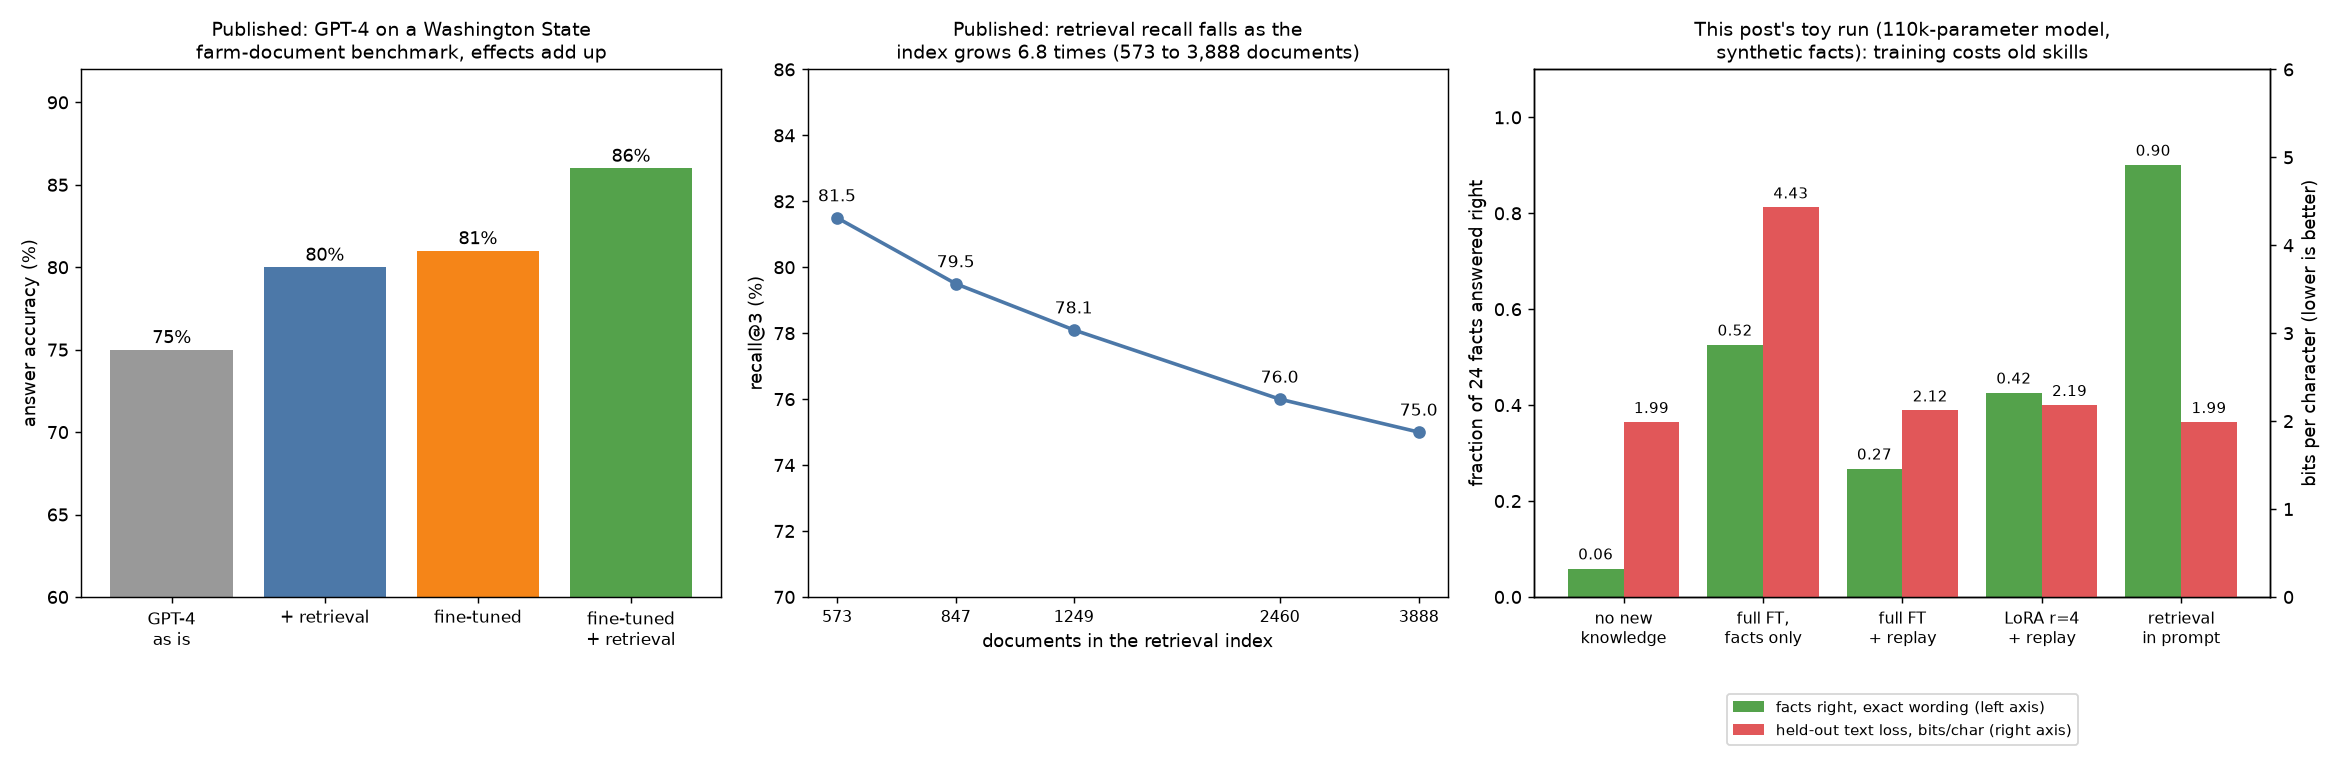 Published: GPT-4 on a Washington State
farm-document benchmark, effects add up
answer accuracy (%)
90
85
80
75
70
65
60
75%
80%
81%
86%
GPT-4
as is
+ retrieval
fine-tuned
fine-tuned
+ retrieval
Published: retrieval recall falls as the
index grows 6.8 times (573 to 3,888 documents)
recall@3 (%)
86
84
82
80
78
76
74
72
70
81.5
79.5
78.1
76.0
75.0
573
847
1249
2460
3888
documents in the retrieval index
This post's toy run (110k-parameter model,
synthetic facts): training costs old skills
fraction of 24 facts answered right
1.0
0.8
0.6
0.4
0.2
0.0
0.06
1.99
0.52
4.43
0.27
2.12
0.42
2.19
0.90
1.99
6
5
4
3
2
1
0
bits per character (lower is better)
no new
knowledge
full FT,
facts only
full FT
+ replay
LoRA r=4
+ replay
retrieval
in prompt
facts right, exact wording (left axis)
held-out text loss, bits/char (right axis)